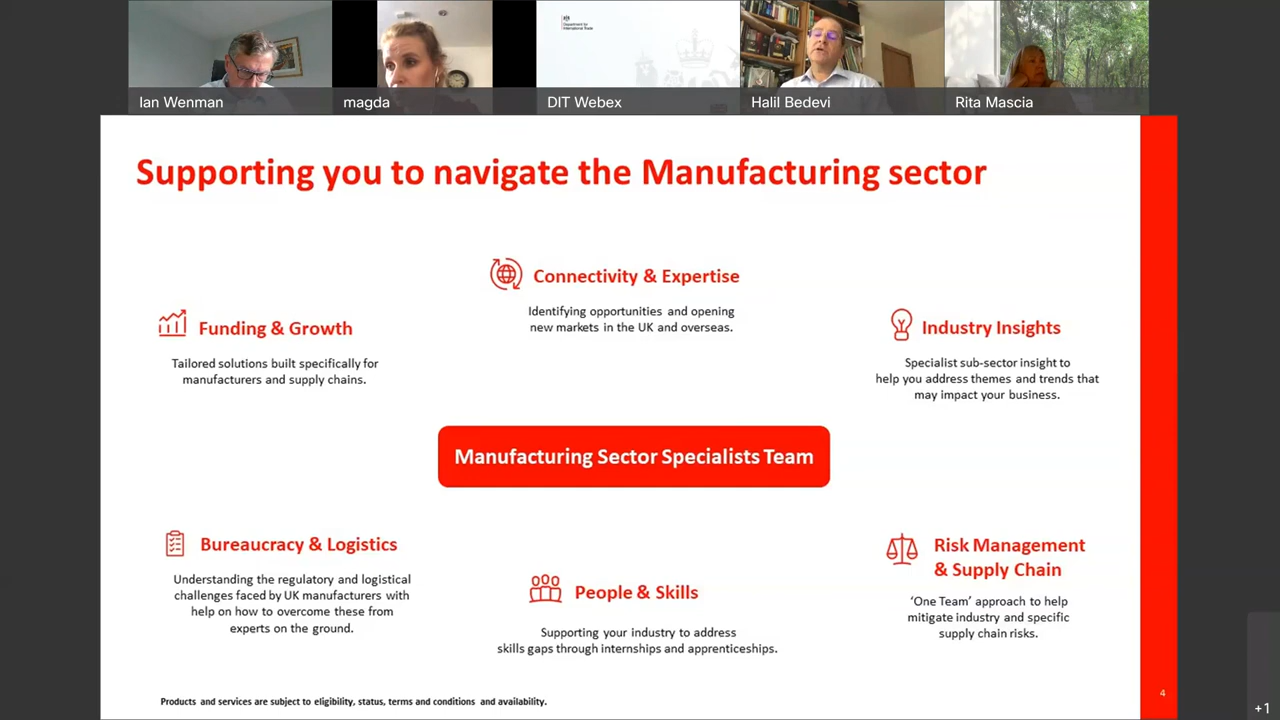 Department for
International Trade
Ian Wenman
magda
DIT Webex
Halil Bedevi
Rita Mascia
Supporting you to navigate the Manufacturing sector
Connectivity & Expertise
Identifying opportunities and opening
new markets in the UK and overseas.
Funding & Growth
Tailored solutions built specifically for
manufacturers and supply chains.
Industry Insights
Specialist sub-sector insight to
help you address themes and trends that
may impact your business.
Manufacturing Sector Specialists Team
Bureaucracy & Logistics
Understanding the regulatory and logistical
challenges faced by UK manufacturers with
help on how to overcome these from
experts on the ground.
People & Skills
Supporting your industry to address
skills gaps through internships and apprenticeships.
Risk Management
& Supply Chain
‘One Team’ approach to help
mitigate industry and specific
supply chain risks.
Products and services are subject to eligibility, status, terms and conditions and availability.
4
+1